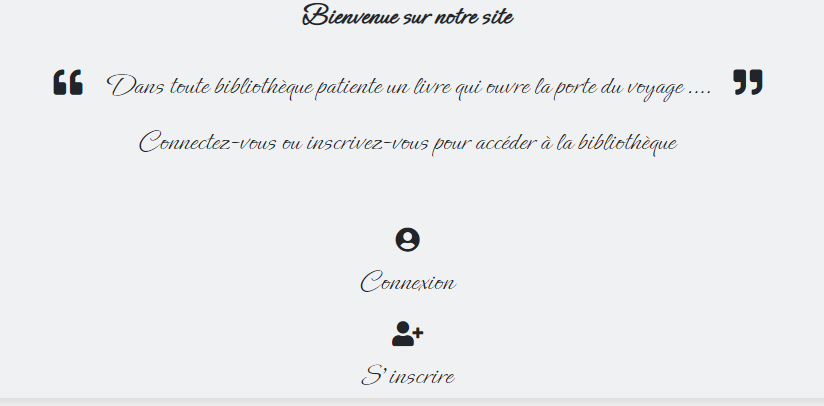 Bienvenue sur notre site
❝ Dans toute bibliothèque patiente un livre qui ouvre la porte du voyage .... ❞
Connectez-vous ou inscrivez-vous pour accéder à la bibliothèque
Connexion
S'inscrire